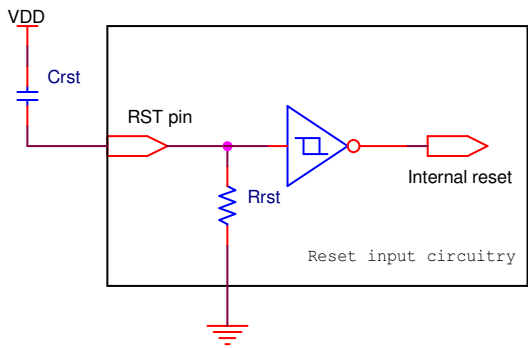 VDD
Crst
RST pin
Rrst
Internal reset
Reset input circuitry